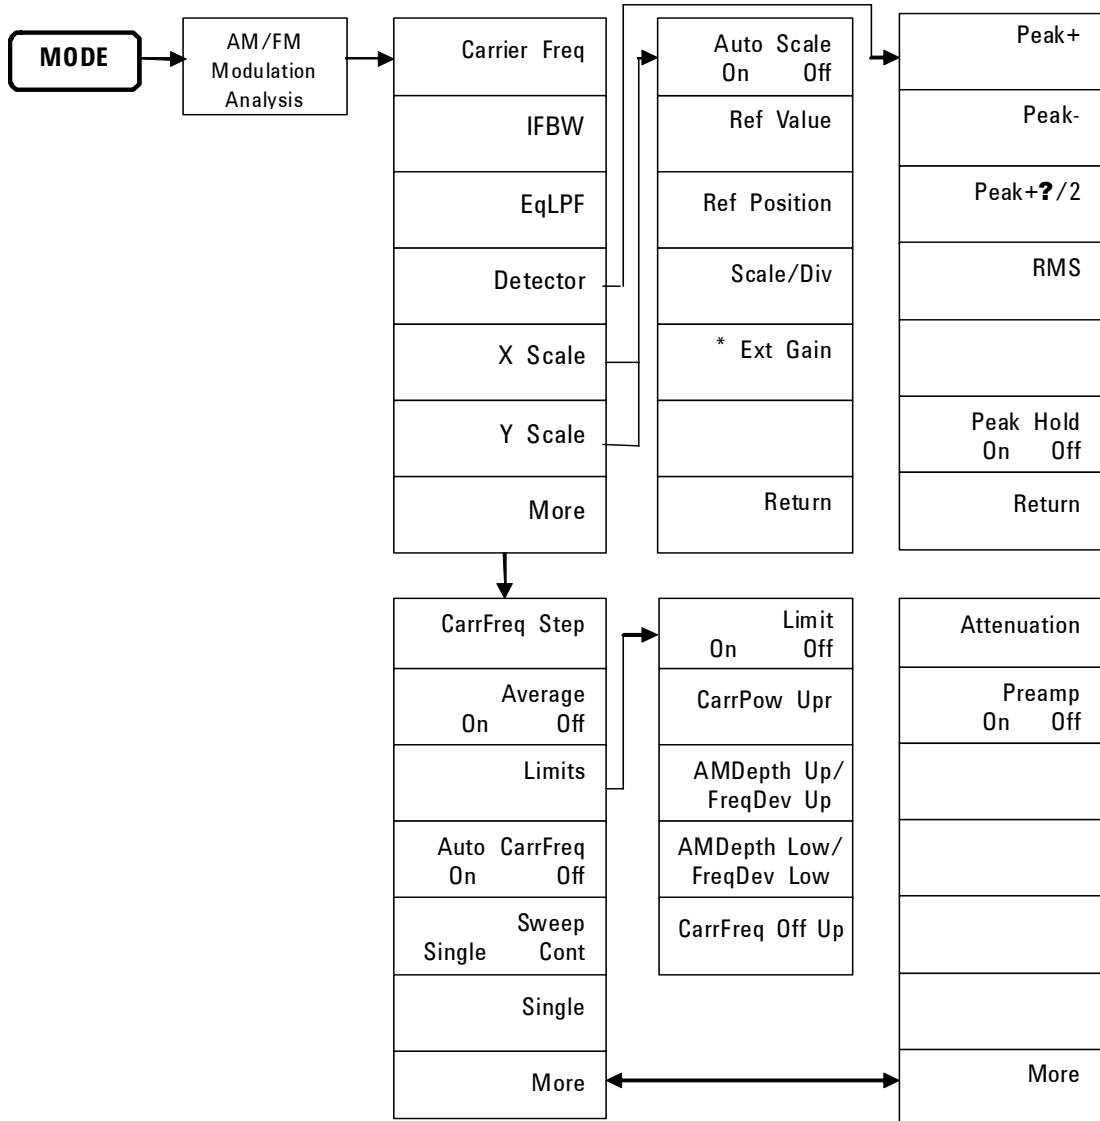 MODE
AM/FM
Modulation
Analysis
Carrier Freq
IFBW
EqLPF
Detector
X Scale
Y Scale
More
Auto Scale
On Off
Ref Value
Ref Position
Scale/Div
* Ext Gain
Return
Peak+
Peak-
Peak+?/2
RMS
Peak Hold
On Off
Return
CarrFreq Step
Average
On Off
Limits
Auto CarrFreq
On Off
Sweep
Single Cont
Single
More
Limit
On Off
CarrPow Upr
AMDepth Up/
FreqDev Up
AMDepth Low/
FreqDev Low
CarrFreq Off Up
Attenuation
Preamp
On Off
More